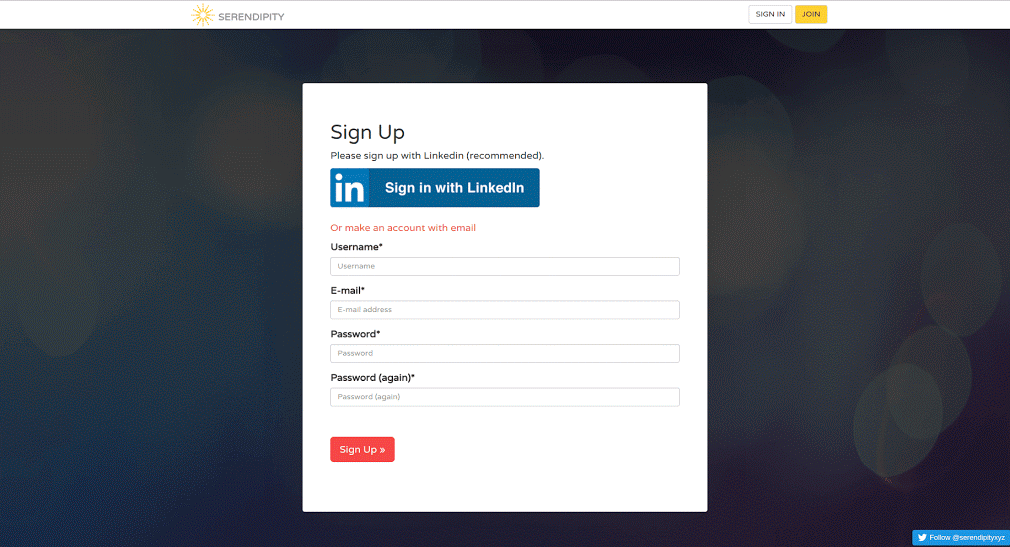 SERENDIPITY
SIGN IN
JOIN
Sign Up
Please sign up with Linkedin (recommended).
in Sign in with LinkedIn
Or make an account with email
Username*
Username
E-mail*
E-mail address
Password*
Password
Password (again)*
Password (again)
Sign Up »
Follow @serendipityxyz